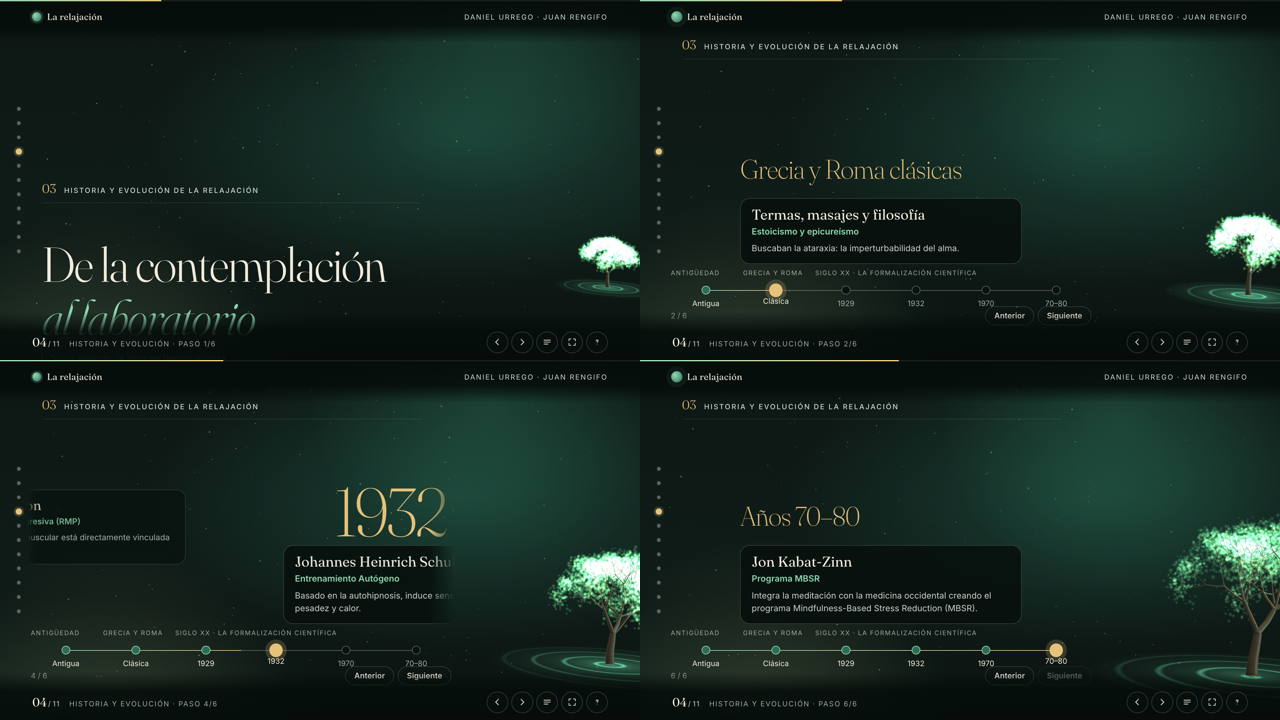 La relajación
DANIEL URREGO · JUAN RENGIFO
03 HISTORIA Y EVOLUCIÓN DE LA RELAJACIÓN
De la contemplación
al laboratorio
04/11 HISTORIA Y EVOLUCIÓN · PASO 1/6
?
La relajación
DANIEL URREGO · JUAN RENGIFO
03 HISTORIA Y EVOLUCIÓN DE LA RELAJACIÓN
Grecia y Roma clásicas
Termas, masajes y filosofía
Estoicismo y epicureísmo
Buscaban la ataraxia: la imperturbabilidad del alma.
ANTIGÜEDAD GRECIA Y ROMA SIGLO XX · LA FORMALIZACIÓN CIENTÍFICA
Antigua Clásica 1929 1932 1970 70–80
2 / 6 Anterior Siguiente
04/11 HISTORIA Y EVOLUCIÓN · PASO 2/6
?
La relajación
DANIEL URREGO · JUAN RENGIFO
03 HISTORIA Y EVOLUCIÓN DE LA RELAJACIÓN
on
resiva (RMP)
uscular está directamente vinculada
1932
Johannes Heinrich Schu
Entrenamiento Autógeno
Basado en la autohipnosis, induce sen
pesadez y calor.
ANTIGÜEDAD GRECIA Y ROMA SIGLO XX · LA FORMALIZACIÓN CIENTÍFICA
Antigua Clásica 1929 1932 1970 70–80
4 / 6 Anterior Siguiente
04/11 HISTORIA Y EVOLUCIÓN · PASO 4/6
?
La relajación
DANIEL URREGO · JUAN RENGIFO
03 HISTORIA Y EVOLUCIÓN DE LA RELAJACIÓN
Años 70–80
Jon Kabat-Zinn
Programa MBSR
Integra la meditación con la medicina occidental creando el
programa Mindfulness-Based Stress Reduction (MBSR).
ANTIGÜEDAD GRECIA Y ROMA SIGLO XX · LA FORMALIZACIÓN CIENTÍFICA
Antigua Clásica 1929 1932 1970 70–80
6 / 6 Anterior Siguiente
04/11 HISTORIA Y EVOLUCIÓN · PASO 6/6
?